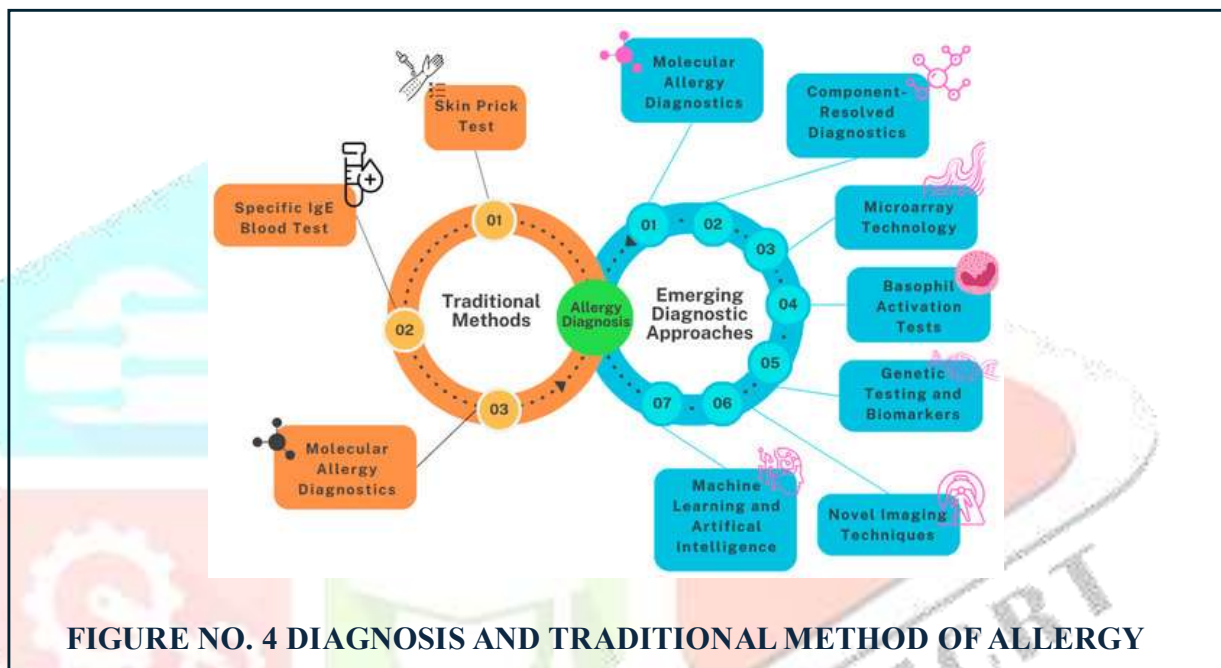 Skin Prick
Test
Specific IgE
Blood Test
01
02
03
Traditional
Methods
Molecular
Allergy
Diagnostics
Allergy
Diagnosis
Emerging
Diagnostic
Approaches
01
02
03
04
05
06
07
Molecular
Allergy
Diagnostics
Component-
Resolved
Diagnostics
Microarray
Technology
Basophil
Activation
Tests
Genetic
Testing and
Biomarkers
Novel Imaging
Techniques
Machine
Learning and
Artifical
Intelligence
FIGURE NO. 4 DIAGNOSIS AND TRADITIONAL METHOD OF ALLERGY